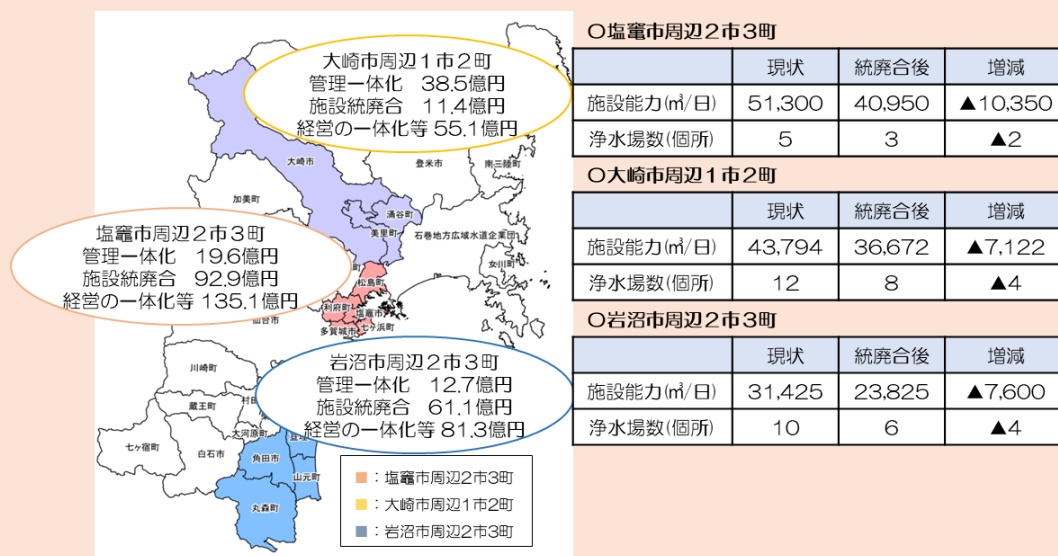 大崎市周辺1市2町
管理一体化 38.5億円
施設統廃合 11.4億円
経営の一体化等 55.1億円
大崎市
登米市
南三陸町
加美町
涌谷町
美里町
石巻地方広域水道企業団
女川町
塩竈市周辺2市3町
管理一体化 19.6億円
施設統廃合 92.9億円
経営の一体化等 135.1億円
町
松島町
利府町
塩竈市
仙台市
多賀城市
七ヶ浜町
岩沼市周辺2市3町
管理一体化 12.7億円
施設統廃合 61.1億円
経営の一体化等 81.3億円
川崎町
村田
蔵王町
大河原町
七ヶ宿町
白石市
角田市
山元町
丸森町
■：塩竈市周辺2市3町
■：大崎市周辺1市2町
■：岩沼市周辺2市3町
〇塩竈市周辺2市3町
現状 統廃合後 増減
施設能力(㎥/日) 51,300 40,950 ▲10,350
浄水場数(個所) 5 3 ▲2
〇大崎市周辺1市2町
現状 統廃合後 増減
施設能力(㎥/日) 43,794 36,672 ▲7,122
浄水場数(個所) 12 8 ▲4
〇岩沼市周辺2市3町
現状 統廃合後 増減
施設能力(㎥/日) 31,425 23,825 ▲7,600
浄水場数(個所) 10 6 ▲4